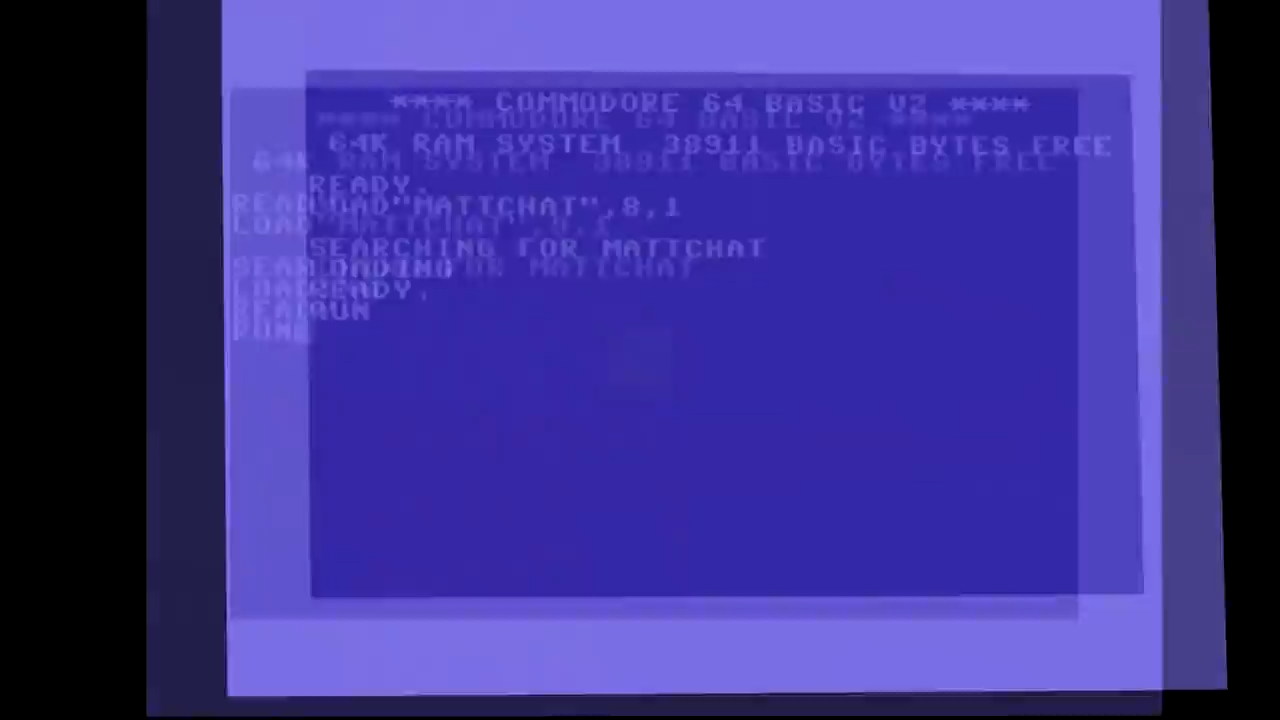 **** COMMODORE 64 BASIC V2 ****
64K RAM SYSTEM 38911 BASIC BYTES FREE
READY.
LOAD"MATTCHAT",8,1
SEARCHING FOR MATTCHAT
LOADING
READY.
RUN